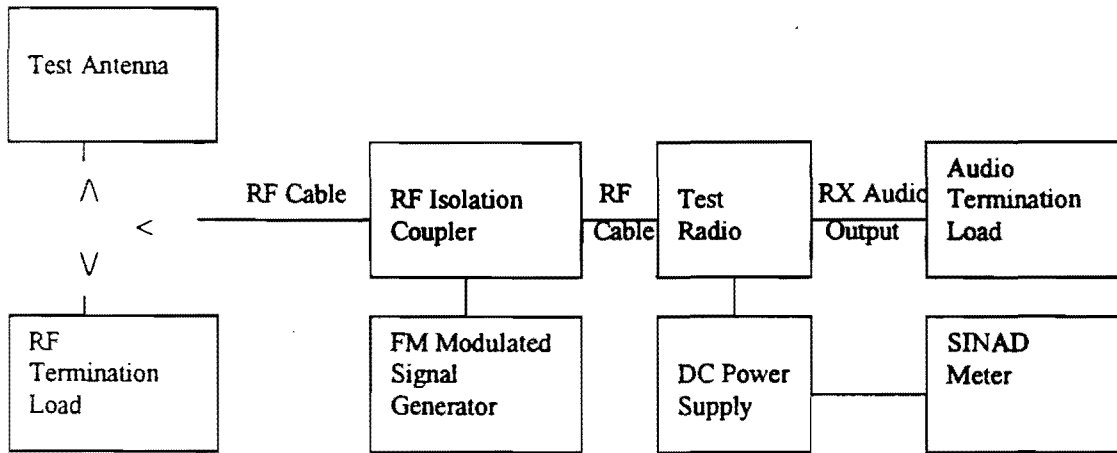 Test Antenna
RF Cable
RF Isolation
Coupler
RF
Cable
Test
Radio
RX Audio
Output
Audio
Termination
Load
RF
Termination
Load
FM Modulated
Signal
Generator
DC Power
Supply
SINAD
Meter